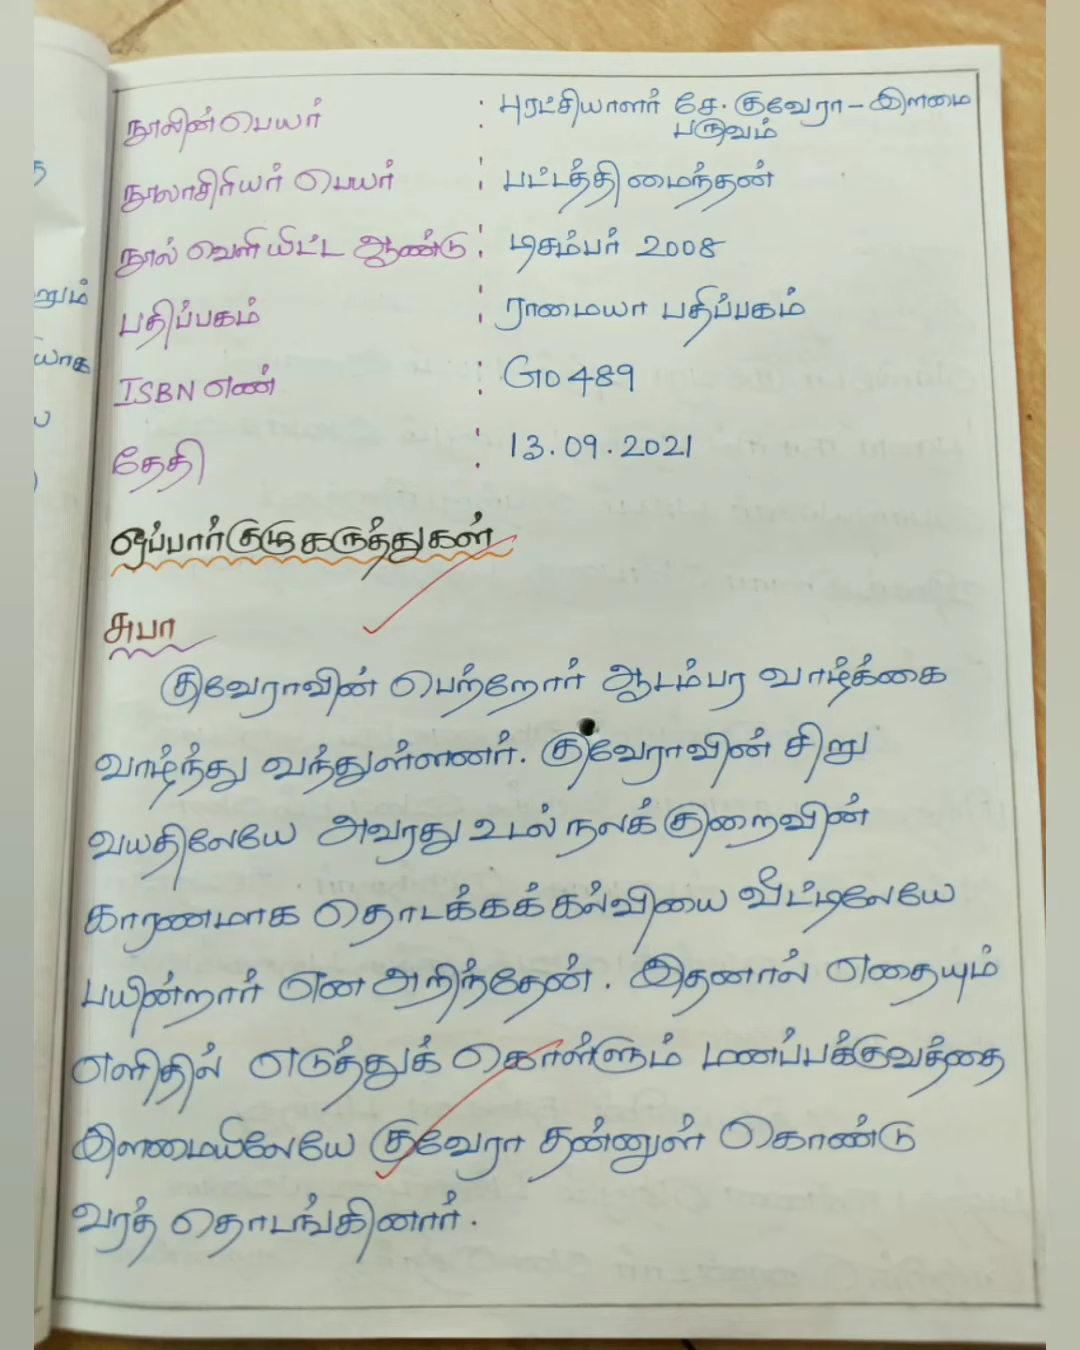 நூலின் பெயர் : புரட்சியாளர் சே. குவேரா - இளமை
பருவம்
நூலாசிரியர் பெயர் : பட்டத்தி மைந்தன்
நூல் வெளியிட்ட ஆண்டு : டிசம்பர் 2008
பதிப்பகம் : ராமையா பதிப்பகம்
ISBN எண் : GD 489
தேதி : 13.09.2021
ஒப்பார்குழு கருத்துகள்
சுபா
குவேராவின் பெற்றோர் ஆடம்பர வாழ்க்கை
வாழ்ந்து வந்துள்ளனர். குவேராவின் சிறு
வயதிலேயே அவரது உடல் நலக் குறைவின்
காரணமாக தொடக்கக் கல்வியை வீட்டிலேயே
பயின்றார் என அறிந்தேன். இதனால் எதையும்
எளிதில் எடுத்துக் கொள்ளும் மனப்பக்குவத்தை
இளமையிலேயே குவேரா தன்னுள் கொண்டு
வரத் தொடங்கினார்.
னும்
யாக